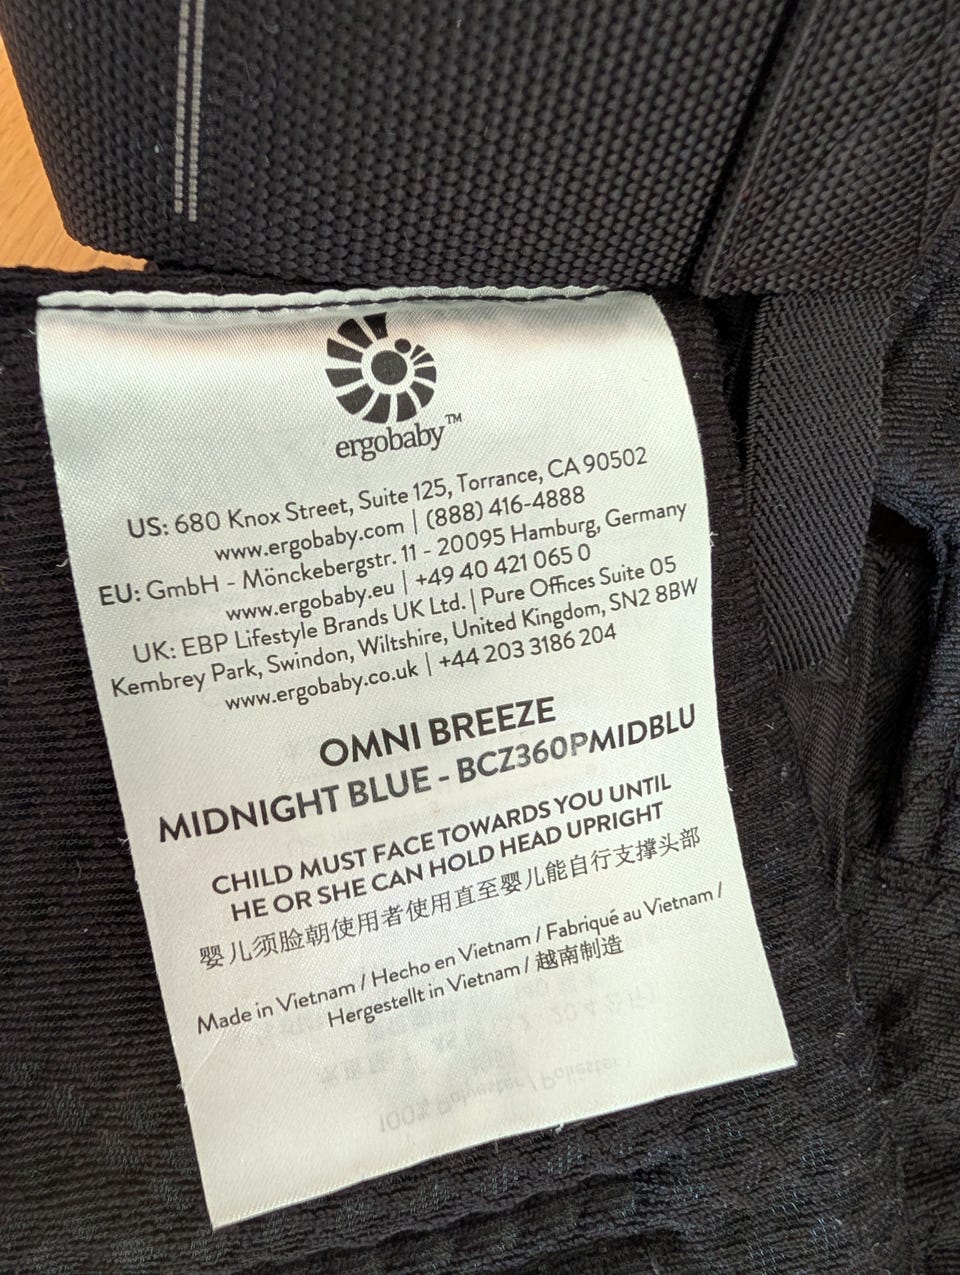 ergobaby™
US: 680 Knox Street, Suite 125, Torrance, CA 90502
www.ergobaby.com | (888) 416-4888
EU: GmbH - Mönckebergstr. 11 - 20095 Hamburg, Germany
www.ergobaby.eu | +49 40 421 065 0
UK: EBP Lifestyle Brands UK Ltd. | Pure Offices Suite 05
Kembrey Park, Swindon, Wiltshire, United Kingdom, SN2 8BW
www.ergobaby.co.uk | +44 203 3186 204
OMNI BREEZE
MIDNIGHT BLUE - BCZ360PMIDBLU
CHILD MUST FACE TOWARDS YOU UNTIL
HE OR SHE CAN HOLD HEAD UPRIGHT
婴儿须脸朝使用者使用直至婴儿能自行支撑头部
Made in Vietnam / Hecho en Vietnam / Fabriqué au Vietnam /
Hergestellt in Vietnam / 越南制造
100% Polyester / Poliéster